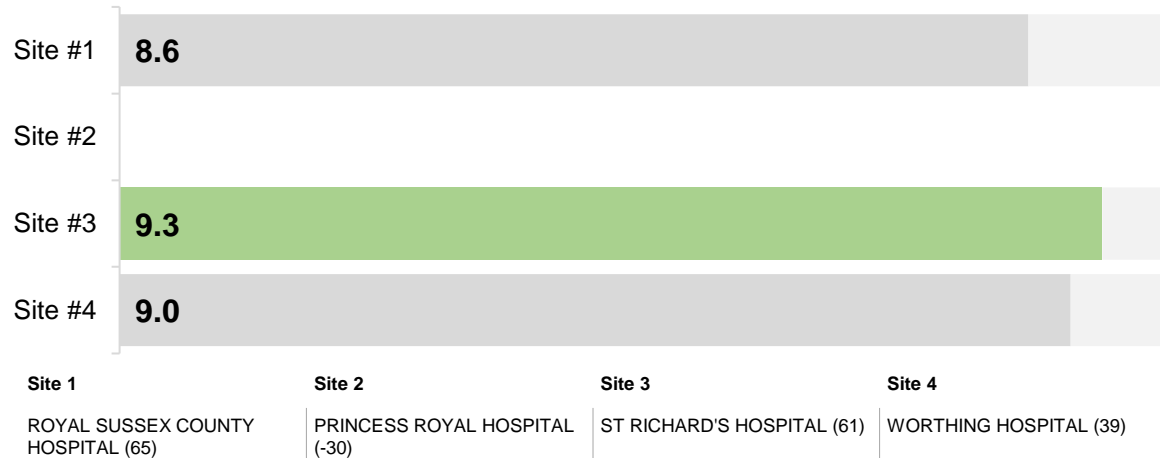 Site #1
8.6
Site #2
Site #3
9.3
Site #4
9.0
Site 1
Site 2
Site 3
Site 4
ROYAL SUSSEX COUNTY
HOSPITAL (65)
PRINCESS ROYAL HOSPITAL
(-30)
ST RICHARD'S HOSPITAL (61)
WORTHING HOSPITAL (39)